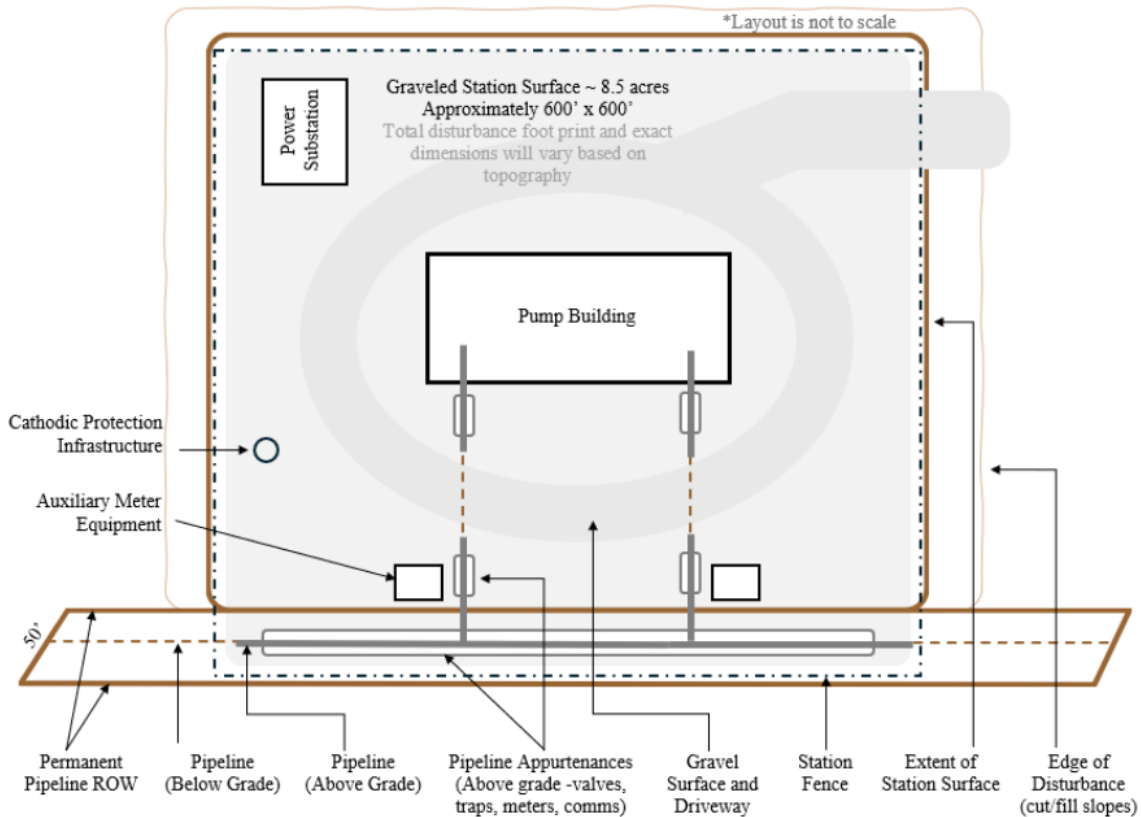 *Layout is not to scale
Graveled Station Surface ~ 8.5 acres
Approximately 600’ x 600’
Total disturbance foot print and exact
dimensions will vary based on
topography
Power
Substation
Pump Building
Cathodic Protection
Infrastructure
Auxiliary Meter
Equipment
50’
Permanent
Pipeline ROW
Pipeline
(Below Grade)
Pipeline
(Above Grade)
Pipeline Appurtenances
(Above grade -valves,
traps, meters, comms)
Gravel
Surface and
Driveway
Station
Fence
Extent of
Station Surface
Edge of
Disturbance
(cut/fill slopes)